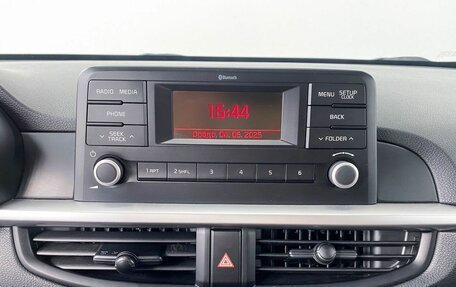 Bluetooth
RADIO MEDIA
MENU SETUP
CLOCK
16:44
PHONE
BACK
SEEK
TRACK
FOLDER
1 RPT 2 SHFL 3 4 5 6